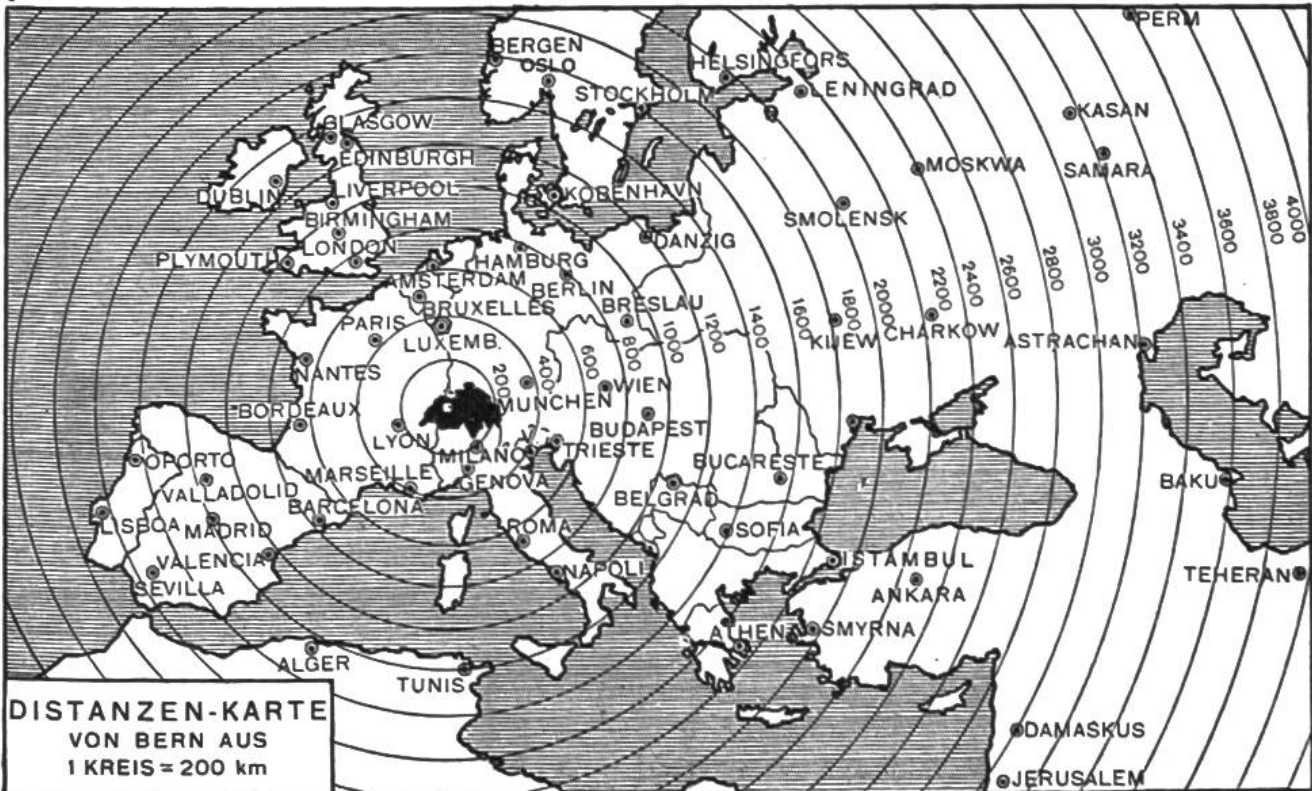 PERM
BERGEN
OSLO
HELSINGFORS
STOCKHOLM
LENINGRAD
KASAN
GLASGOW
EDINBURGH
MOSKWA
SAMARA
DUBLIN
LIVERPOOL
KÖBENHAVN
SMOLENSK
BIRMINGHAM
LONDON
DANZIG
PLYMOUTH
HAMBURG
AMSTERDAM
BERLIN
BRUXELLES
BRESLAU
PARIS
LUXEMB.
KIJEW
CHARKOW
ASTRACHAN
200
400
600
800
1000
1200
1400
1600
1800
2000
2200
2400
2600
2800
3000
3200
3400
3600
3800
4000
NANTES
MÜNCHEN
WIEN
BORDEAUX
LYON
BUDAPEST
MILANO
TRIESTE
OPORTO
MARSEILLE
GENOVA
BUCAREST
VALLADOLID
BELGRAD
BAKU
LISBOA
MADRID
BARCELONA
ROMA
SOFIA
VALENCIA
NAPOLI
ISTAMBUL
TEHERAN
SEVILLA
ANKARA
ATHEN
SMYRNA
ALGER
TUNIS
DAMASKUS
JERUSALEM
DISTANZEN-KARTE
VON BERN AUS
1 KREIS = 200 km